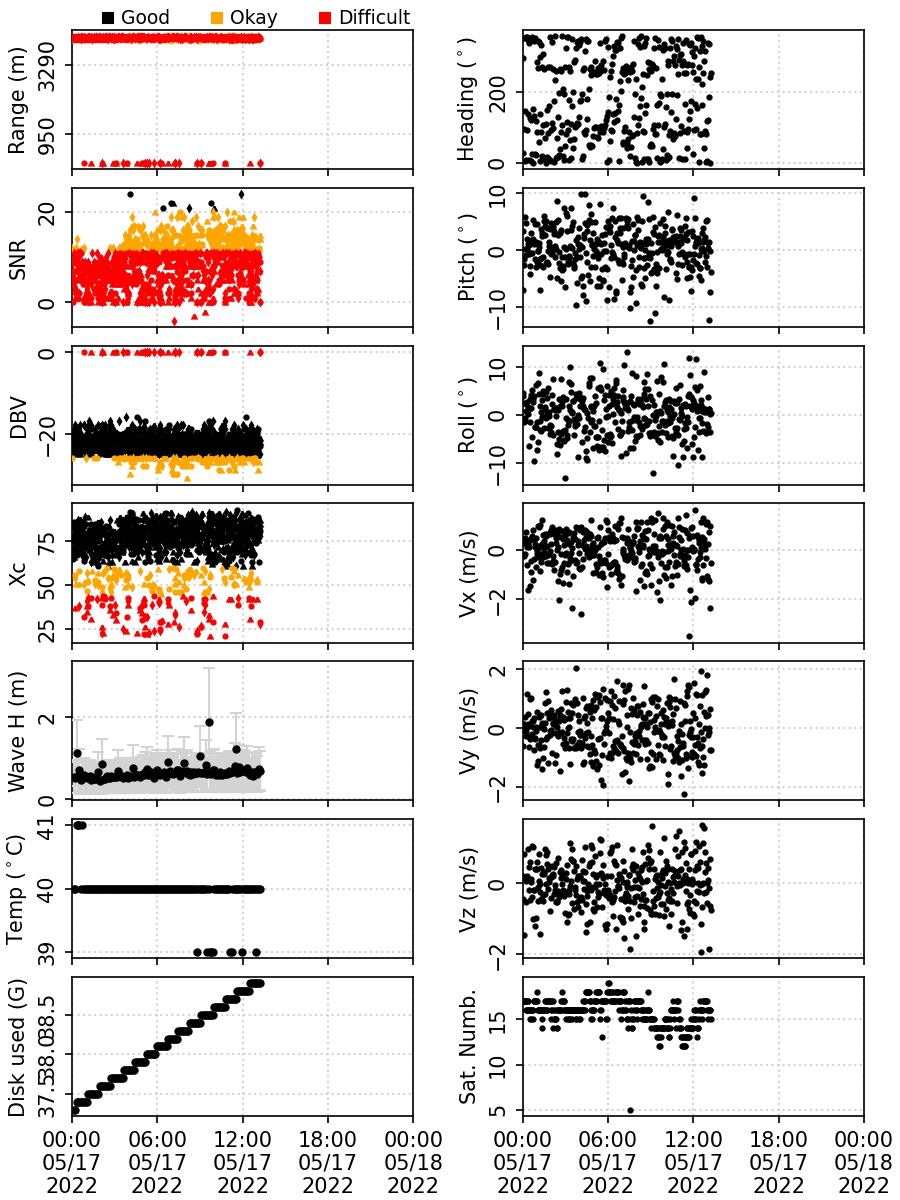 Good Okay Difficult
Range (m)
3290
950
Heading (°)
200
0
SNR
20
0
Pitch (°)
10
0
−10
DBV
0
−20
Roll (°)
10
0
−10
Xc
75
50
25
Vx (m/s)
0
−2
Wave H (m)
2
0
Vy (m/s)
2
0
−2
Temp (°C)
41
40
39
Vz (m/s)
0
−2
Disk used (G)
38.5
38.0
37.5
Sat. Numb.
15
10
5
00:00 06:00 12:00 18:00 00:00
05/17 05/17 05/17 05/17 05/18
2022 2022 2022 2022 2022
00:00 06:00 12:00 18:00 00:00
05/17 05/17 05/17 05/17 05/18
2022 2022 2022 2022 2022